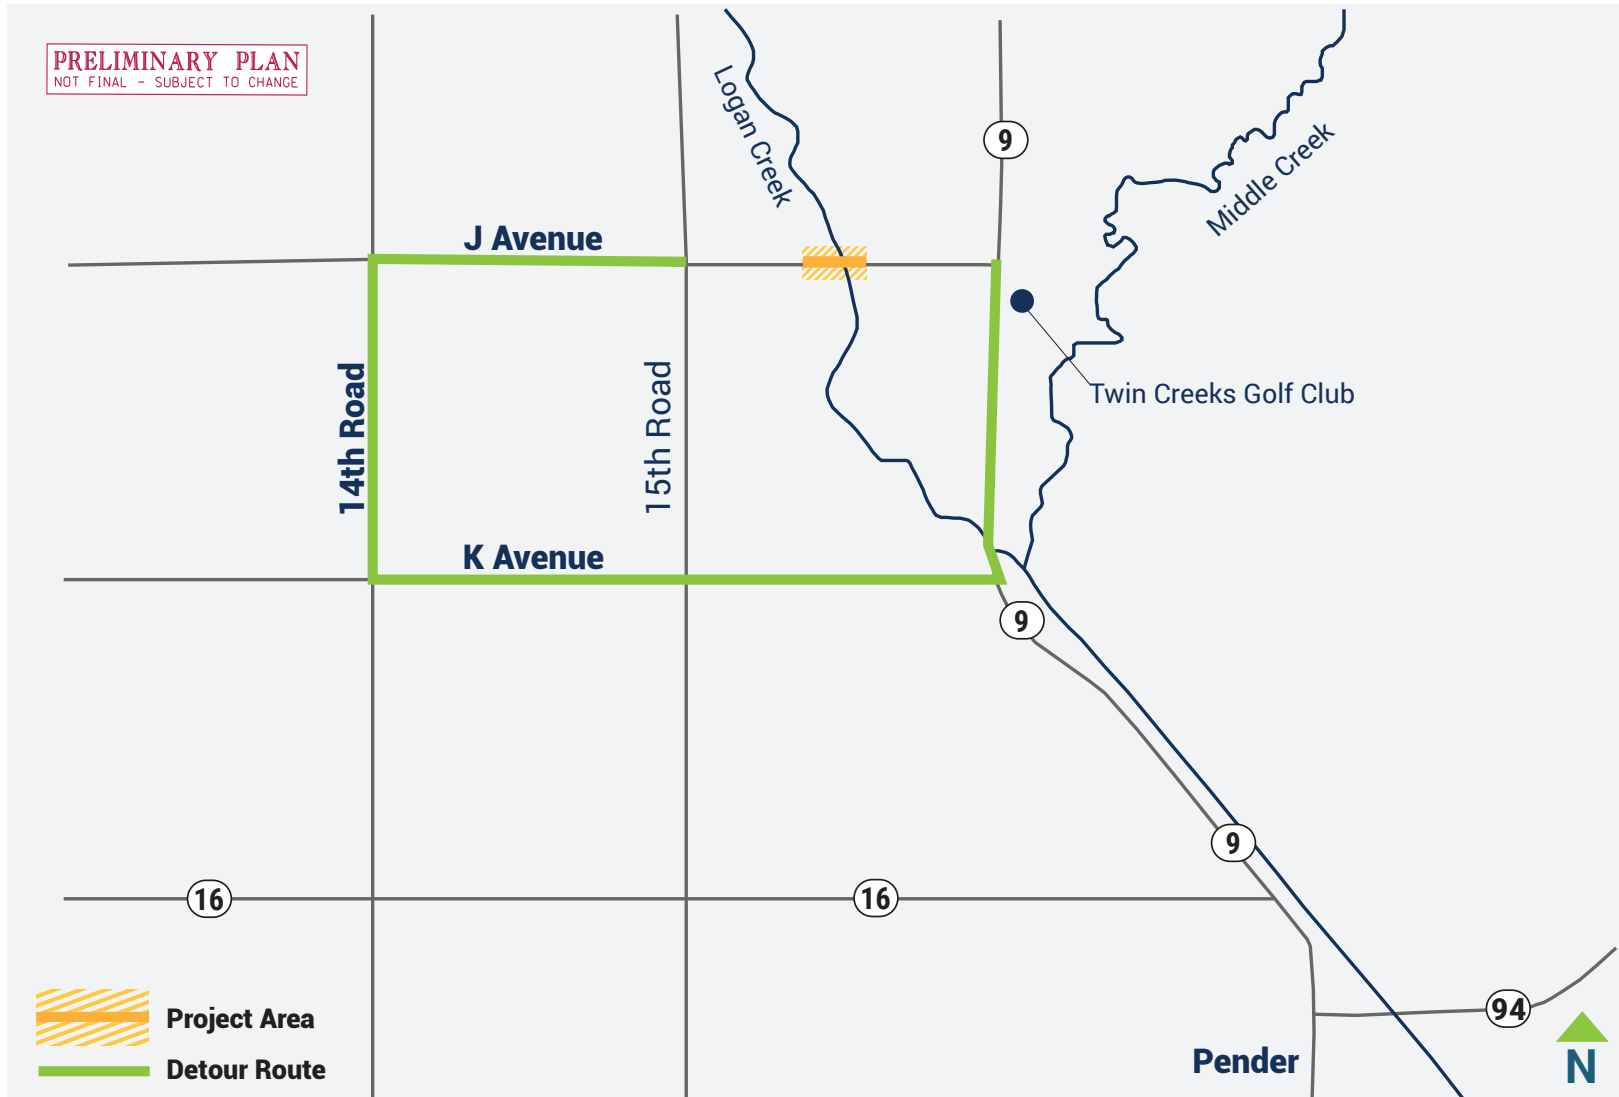 PRELIMINARY PLAN
NOT FINAL - SUBJECT TO CHANGE
Logan Creek
9
Middle Creek
J Avenue
14th Road
15th Road
Twin Creeks Golf Club
K Avenue
9
9
16
16
94
Project Area
Detour Route
Pender
N